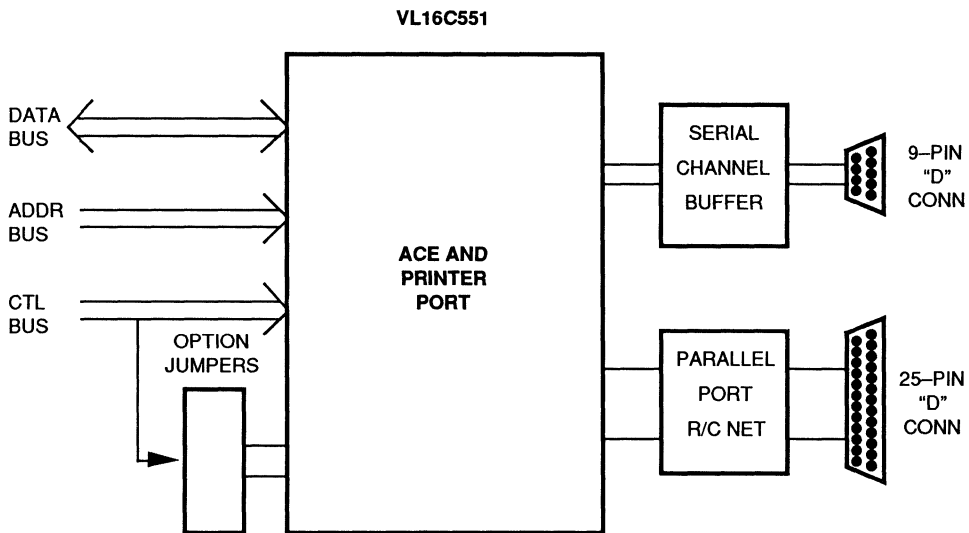 VL16C551
DATA
BUS
ADDR
BUS
CTL
BUS
OPTION
JUMPERS
ACE AND
PRINTER
PORT
SERIAL
CHANNEL
BUFFER
9–PIN
“D”
CONN
PARALLEL
PORT
R/C NET
25–PIN
“D”
CONN